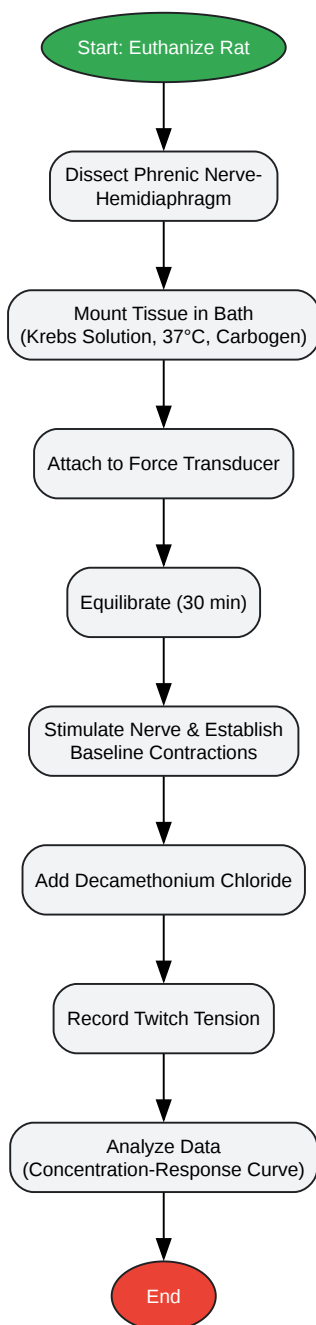 Start: Euthanize Rat
Dissect Phrenic Nerve-
Hemidiaphragm
Mount Tissue in Bath
(Krebs Solution, 37°C, Carbogen)
Attach to Force Transducer
Equilibrate (30 min)
Stimulate Nerve & Establish
Baseline Contractions
Add Decamethonium Chloride
Record Twitch Tension
Analyze Data
(Concentration-Response Curve)
End